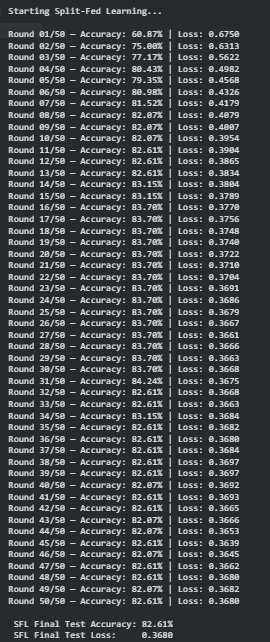 Starting Split-Fed Learning...
Round 01/50 — Accuracy: 60.87% | Loss: 0.6750
Round 02/50 — Accuracy: 75.00% | Loss: 0.6313
Round 03/50 — Accuracy: 77.17% | Loss: 0.5622
Round 04/50 — Accuracy: 80.43% | Loss: 0.4982
Round 05/50 — Accuracy: 79.35% | Loss: 0.4568
Round 06/50 — Accuracy: 80.98% | Loss: 0.4326
Round 07/50 — Accuracy: 81.52% | Loss: 0.4179
Round 08/50 — Accuracy: 82.07% | Loss: 0.4079
Round 09/50 — Accuracy: 82.07% | Loss: 0.4007
Round 10/50 — Accuracy: 82.07% | Loss: 0.3954
Round 11/50 — Accuracy: 82.61% | Loss: 0.3904
Round 12/50 — Accuracy: 82.61% | Loss: 0.3865
Round 13/50 — Accuracy: 82.61% | Loss: 0.3834
Round 14/50 — Accuracy: 83.15% | Loss: 0.3804
Round 15/50 — Accuracy: 83.15% | Loss: 0.3789
Round 16/50 — Accuracy: 83.70% | Loss: 0.3770
Round 17/50 — Accuracy: 83.70% | Loss: 0.3756
Round 18/50 — Accuracy: 83.70% | Loss: 0.3748
Round 19/50 — Accuracy: 83.70% | Loss: 0.3740
Round 20/50 — Accuracy: 83.70% | Loss: 0.3722
Round 21/50 — Accuracy: 83.70% | Loss: 0.3710
Round 22/50 — Accuracy: 83.70% | Loss: 0.3704
Round 23/50 — Accuracy: 83.70% | Loss: 0.3691
Round 24/50 — Accuracy: 83.70% | Loss: 0.3686
Round 25/50 — Accuracy: 83.70% | Loss: 0.3679
Round 26/50 — Accuracy: 83.70% | Loss: 0.3667
Round 27/50 — Accuracy: 83.70% | Loss: 0.3661
Round 28/50 — Accuracy: 83.70% | Loss: 0.3666
Round 29/50 — Accuracy: 83.70% | Loss: 0.3663
Round 30/50 — Accuracy: 83.70% | Loss: 0.3668
Round 31/50 — Accuracy: 84.24% | Loss: 0.3675
Round 32/50 — Accuracy: 82.61% | Loss: 0.3668
Round 33/50 — Accuracy: 82.61% | Loss: 0.3663
Round 34/50 — Accuracy: 83.15% | Loss: 0.3684
Round 35/50 — Accuracy: 82.61% | Loss: 0.3682
Round 36/50 — Accuracy: 82.61% | Loss: 0.3680
Round 37/50 — Accuracy: 82.61% | Loss: 0.3684
Round 38/50 — Accuracy: 82.61% | Loss: 0.3697
Round 39/50 — Accuracy: 82.61% | Loss: 0.3697
Round 40/50 — Accuracy: 82.07% | Loss: 0.3692
Round 41/50 — Accuracy: 82.61% | Loss: 0.3693
Round 42/50 — Accuracy: 82.61% | Loss: 0.3665
Round 43/50 — Accuracy: 82.07% | Loss: 0.3666
Round 44/50 — Accuracy: 82.07% | Loss: 0.3653
Round 45/50 — Accuracy: 82.61% | Loss: 0.3639
Round 46/50 — Accuracy: 82.07% | Loss: 0.3645
Round 47/50 — Accuracy: 82.61% | Loss: 0.3662
Round 48/50 — Accuracy: 82.61% | Loss: 0.3680
Round 49/50 — Accuracy: 82.07% | Loss: 0.3682
Round 50/50 — Accuracy: 82.61% | Loss: 0.3680
SFL Final Test Accuracy: 82.61%
SFL Final Test Loss: 0.3680